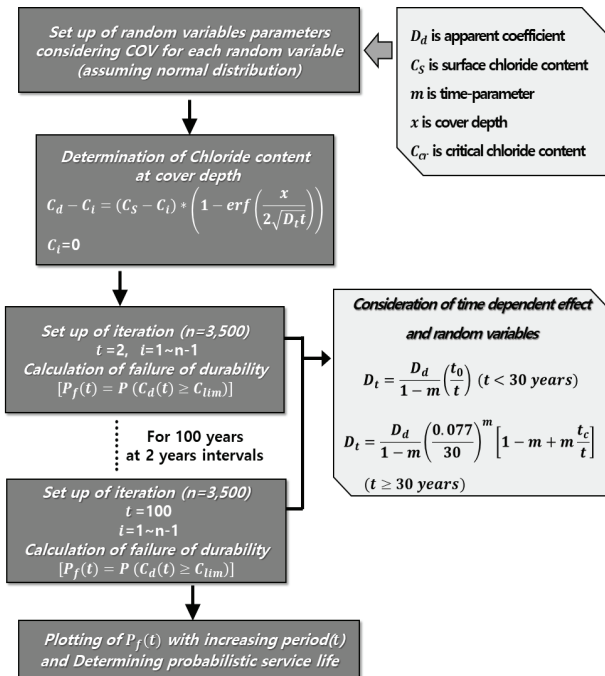 Set up of random variables parameters
considering COV for each random variable
(assuming normal distribution)
D_d is apparent coefficient
C_S is surface chloride content
m is time-parameter
x is cover depth
C_cr is critical chloride content
Determination of Chloride content
at cover depth
C_d − C_i = (C_S − C_i) * (1 − erf (x / 2√D_t t))
C_i=0
Set up of iteration (n=3,500)
t =2, i=1~n-1
Calculation of failure of durability
[P_f(t) = P (C_d(t) ≥ C_lim)]
For 100 years
at 2 years intervals
Set up of iteration (n=3,500)
t =100
i=1~n-1
Calculation of failure of durability
[P_f(t) = P (C_d(t) ≥ C_lim)]
Consideration of time dependent effect
and random variables
D_t = D_d / 1 − m (t_0 / t) (t < 30 years)
D_t = D_d / 1 − m (0.077 / 30)^m [1 − m + m t_c / t]
(t ≥ 30 years)
Plotting of P_f(t) with increasing period(t)
and Determining probabilistic service life